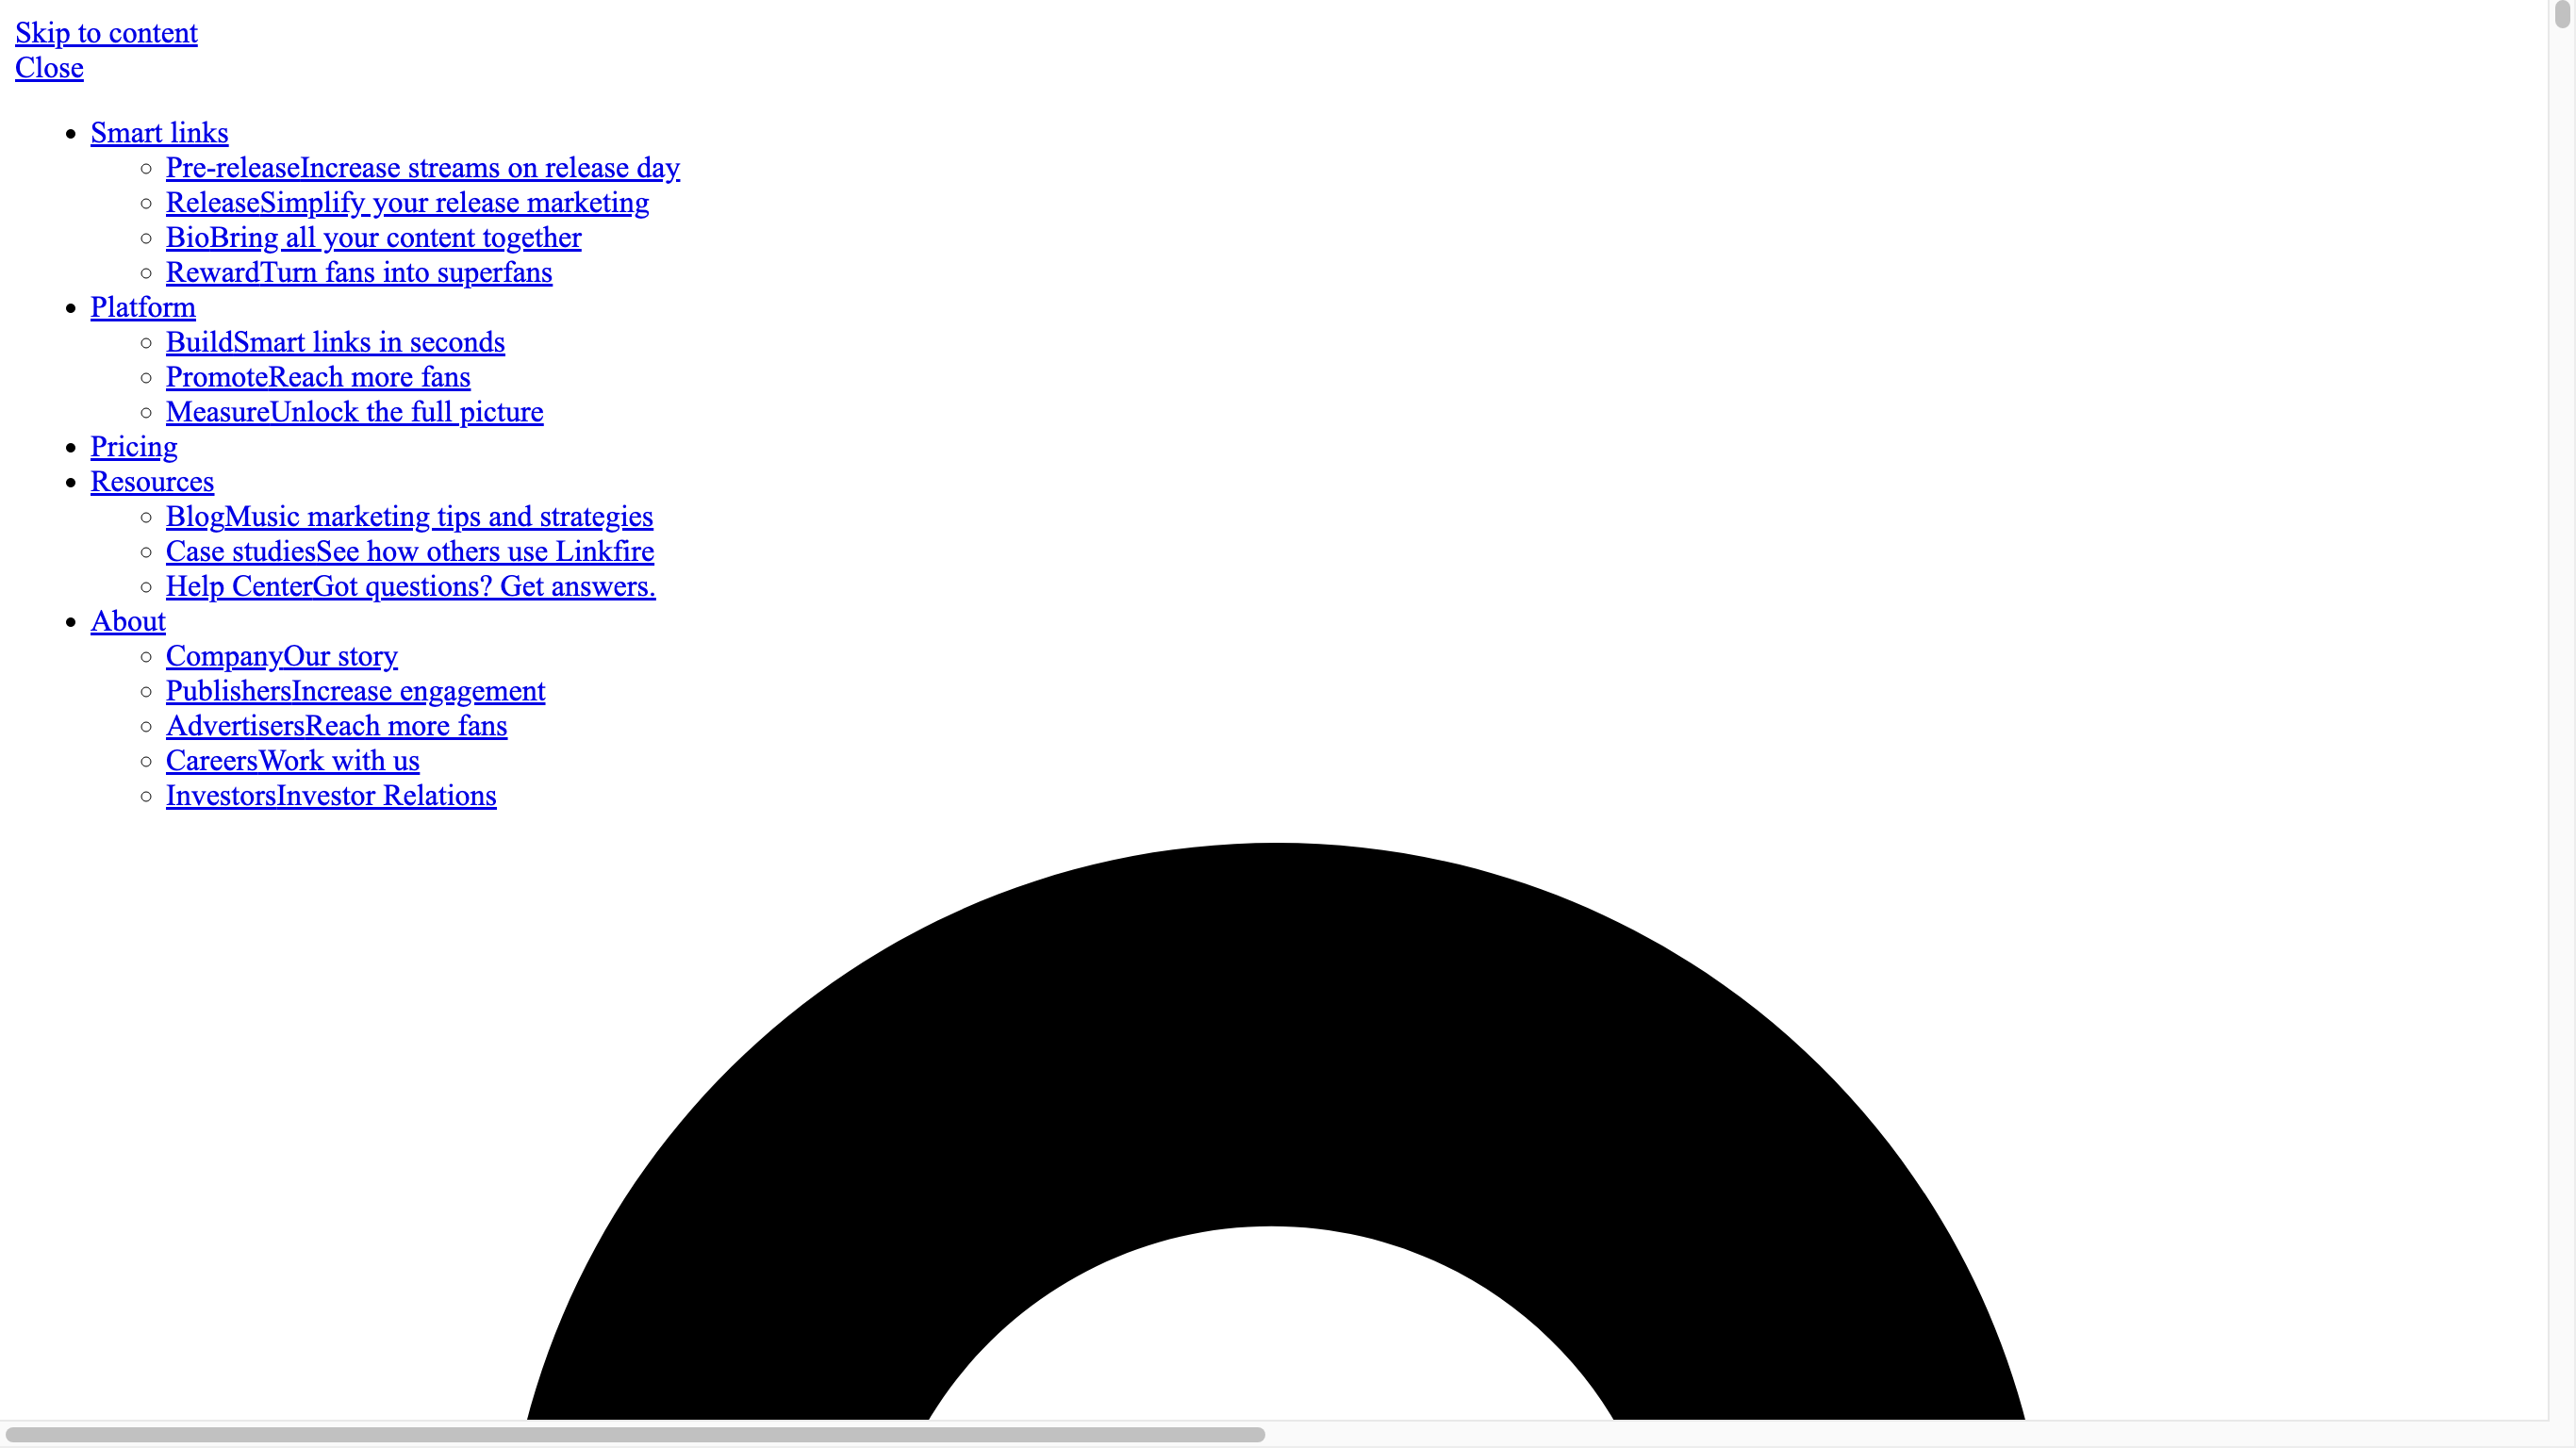 Skip to content
Close
Smart links
Pre-releaseIncrease streams on release day
ReleaseSimplify your release marketing
BioBring all your content together
RewardTurn fans into superfans
Platform
BuildSmart links in seconds
PromoteReach more fans
MeasureUnlock the full picture
Pricing
Resources
BlogMusic marketing tips and strategies
Case studiesSee how others use Linkfire
Help CenterGot questions? Get answers.
About
CompanyOur story
PublishersIncrease engagement
AdvertisersReach more fans
CareersWork with us
InvestorsInvestor Relations